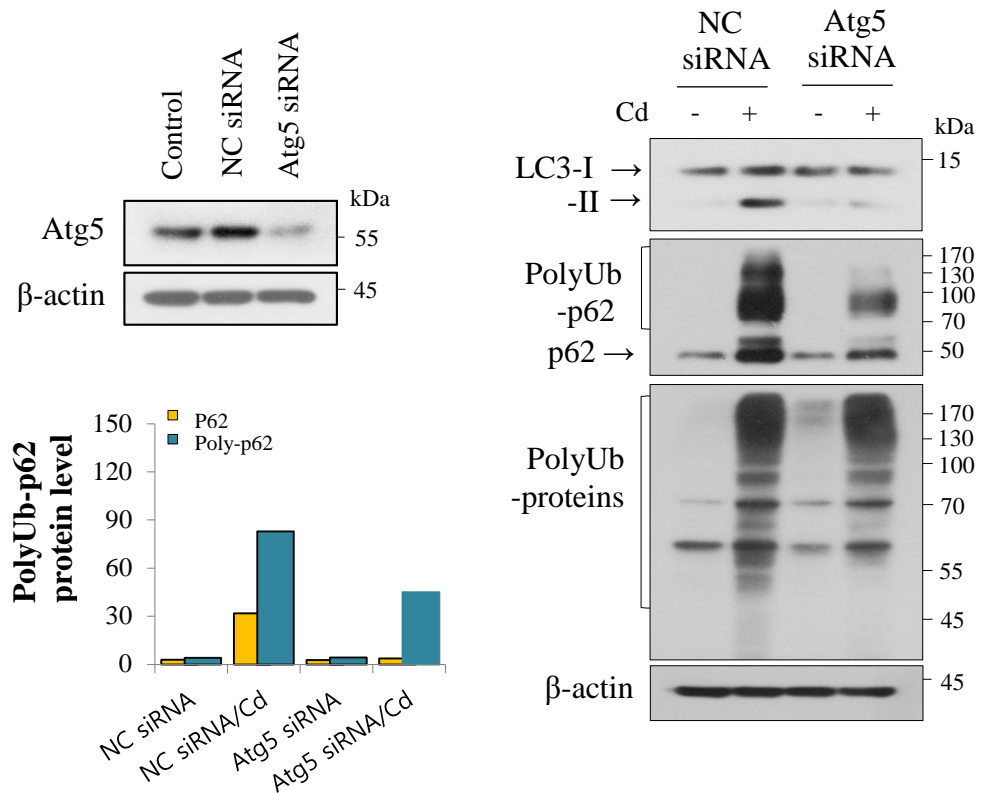 Control
NC siRNA
Atg5 siRNA
kDa
Atg5
55
β-actin
45
PolyUb-p62
protein level
150
120
90
60
30
0
P62
Poly-p62
NC siRNA
NC siRNA/Cd
Atg5 siRNA
Atg5 siRNA/Cd
NC
siRNA
Atg5
siRNA
Cd
- + - +
kDa
LC3-I →
-II →
15
PolyUb
-p62
p62 →
170
130
100
70
50
PolyUb
-proteins
170
130
100
70
55
45
β-actin
45